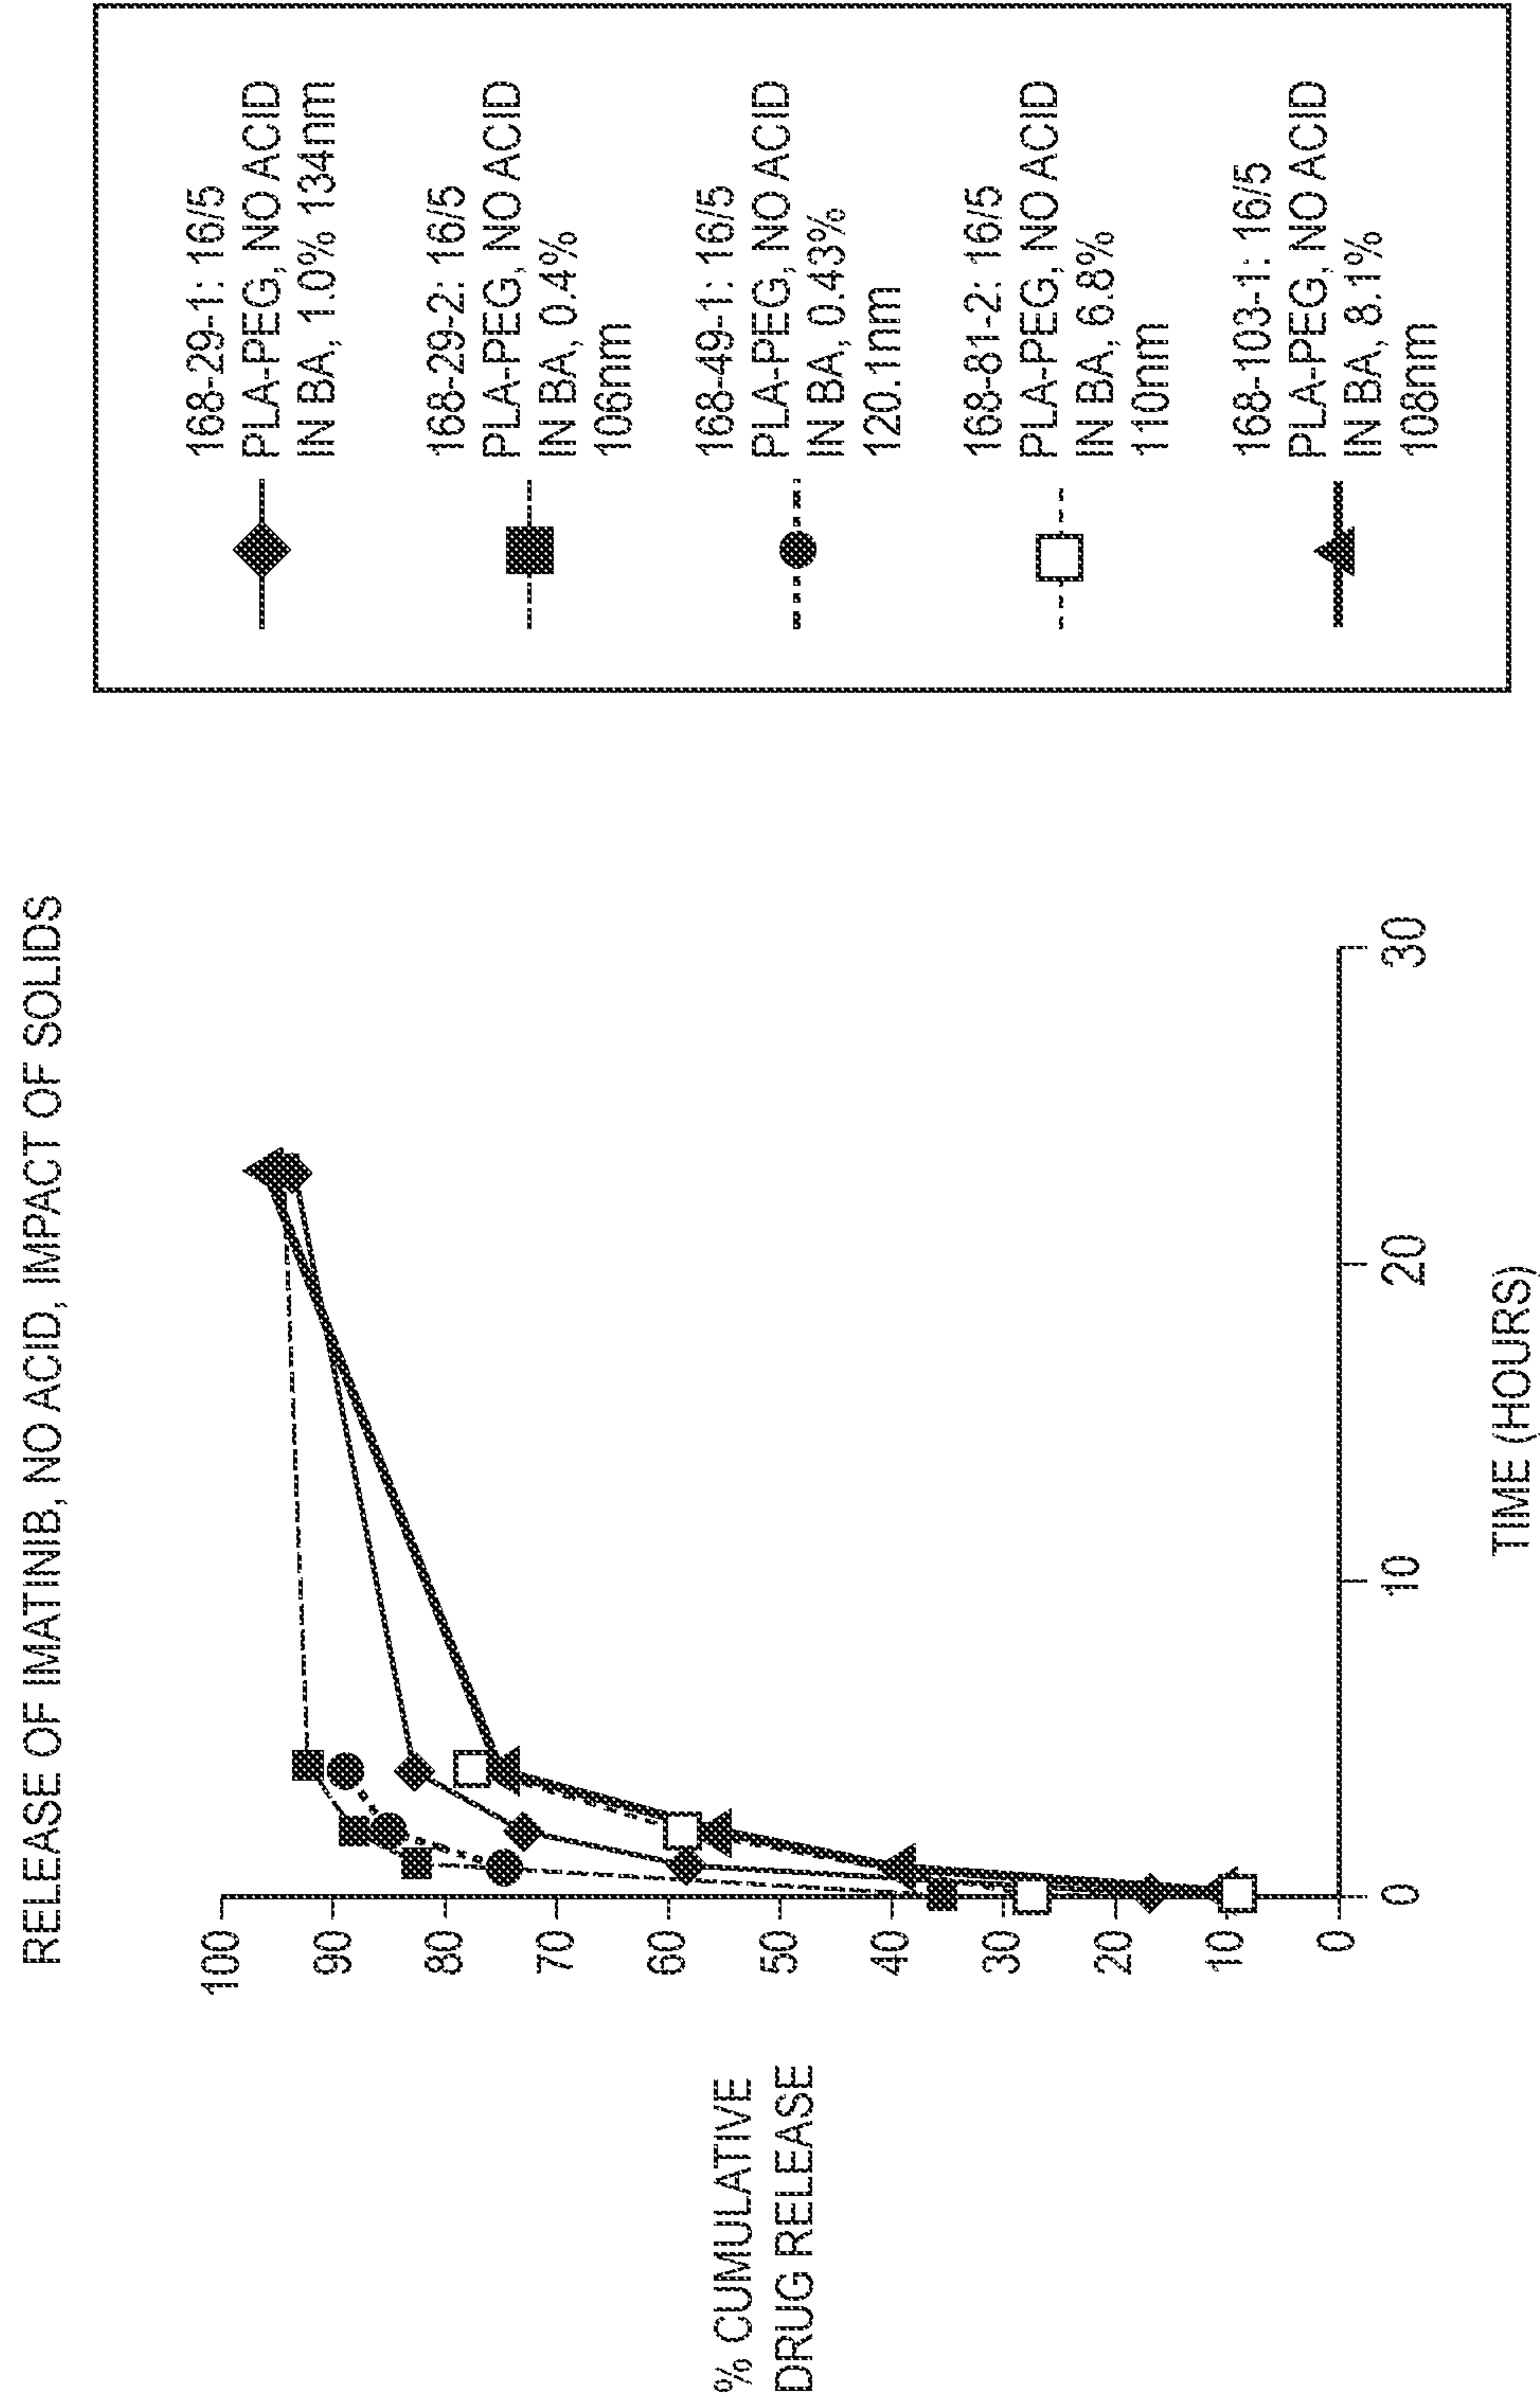 RELEASE OF IMATINIB, NO ACID, IMPACT OF SOLIDS
% CUMULATIVE
DRUG RELEASE
100
90
80
70
60
50
40
30
20
10
0
0
10
20
30
TIME (HOURS)
168-29-1: 16/5
PLA-PEG, NO ACID
IN BA, 1.0% 134nm
168-29-2: 16/5
PLA-PEG, NO ACID
IN BA, 0.4%
106nm
168-49-1: 16/5
PLA-PEG, NO ACID
IN BA, 0.43%
120.1nm
168-81-2: 16/5
PLA-PEG, NO ACID
IN BA, 6.8%
110nm
168-103-1: 16/5
PLA-PEG, NO ACID
IN BA, 8.1%
108nm